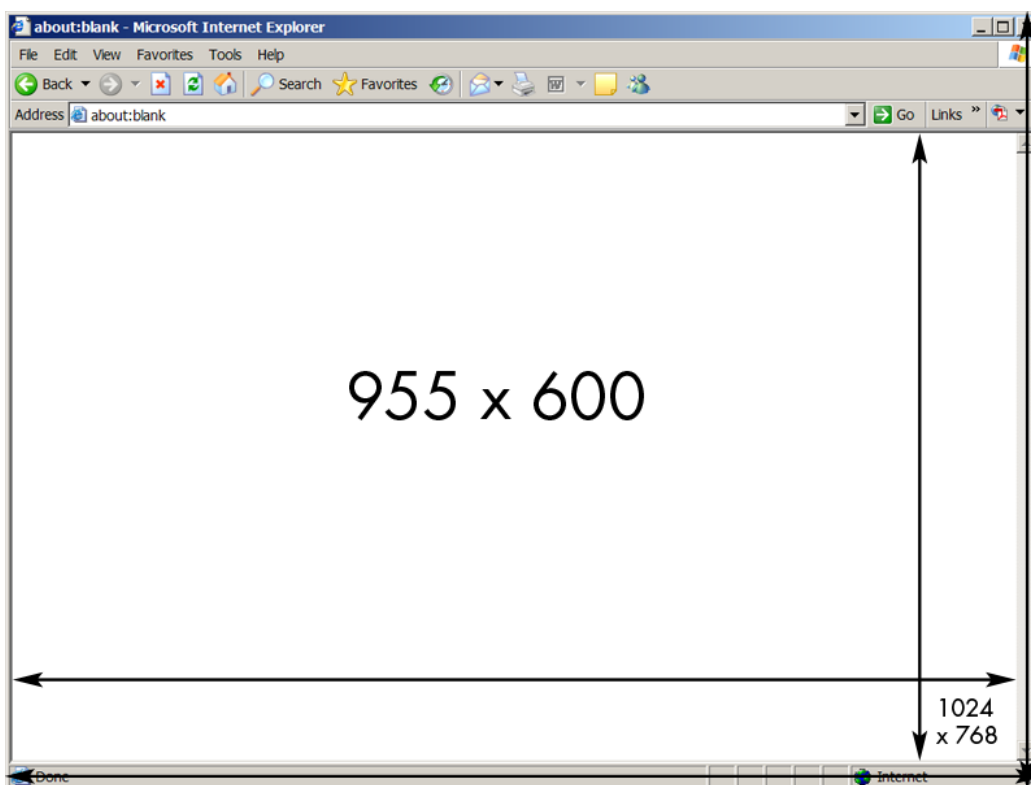 about:blank - Microsoft Internet Explorer
File Edit View Favorites Tools Help
Back Search Favorites W
Address about:blank Go Links »
955 x 600
1024
x 768
Done Internet